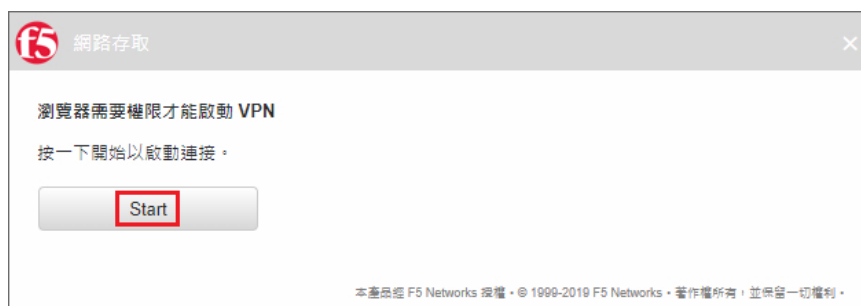 f5 網路存取 ×
瀏覽器需要權限才能啟動 VPN
按一下開始以啟動連接。
Start
本產品經 F5 Networks 授權。© 1999-2019 F5 Networks。著作權所有，並保留一切權利。